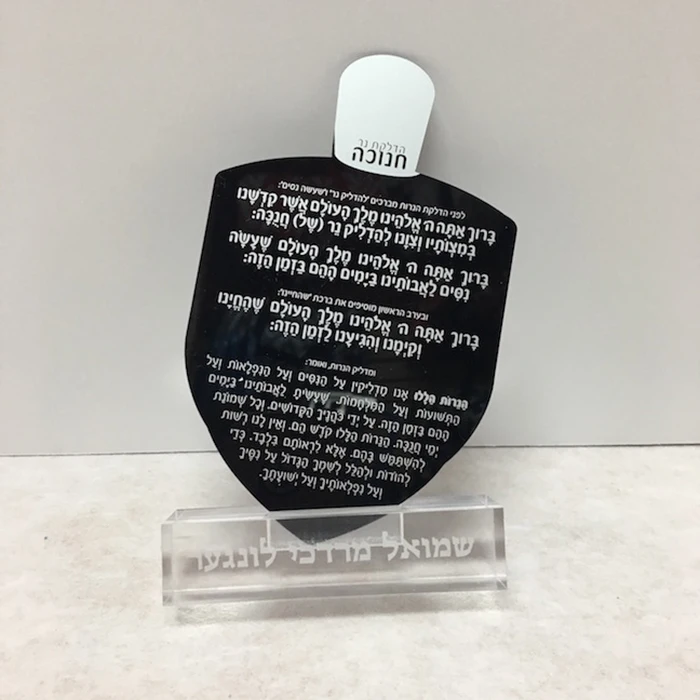 הדלקת נר
חנוכה
לפני הדלקת הנרות מברכים 'להדליק נר' ו'שעשה נסים':
בָּרוּךְ אַתָּה ה' אֱלֹהֵינוּ מֶלֶךְ הָעוֹלָם אֲשֶׁר קִדְּשָׁנוּ
בְּמִצְוֹתָיו וְצִוָּנוּ לְהַדְלִיק נֵר (שֶׁל) חֲנֻכָּה:
בָּרוּךְ אַתָּה ה' אֱלֹהֵינוּ מֶלֶךְ הָעוֹלָם שֶׁעָשָׂה
נִסִּים לַאֲבוֹתֵינוּ בַּיָּמִים הָהֵם בַּזְּמַן הַזֶּה:
ובערב הראשון מוסיפים את ברכת 'שהחיינו':
בָּרוּךְ אַתָּה ה' אֱלֹהֵינוּ מֶלֶךְ הָעוֹלָם שֶׁהֶחֱיָנוּ
וְקִיְּמָנוּ וְהִגִּיעָנוּ לַזְּמַן הַזֶּה:
ומדליק הנרות, ואומר:
הַנֵּרוֹת הַלָּלוּ אָנוּ מַדְלִיקִין עַל הַנִּסִּים וְעַל הַנִּפְלָאוֹת וְעַל
הַתְּשׁוּעוֹת וְעַל הַמִּלְחָמוֹת, שֶׁעָשִׂיתָ לַאֲבוֹתֵינוּ בַּיָּמִים
הָהֵם בַּזְּמַן הַזֶּה, עַל יְדֵי כֹּהֲנֶיךָ הַקְּדוֹשִׁים. וְכָל שְׁמוֹנַת
יְמֵי חֲנֻכָּה, הַנֵּרוֹת הַלָּלוּ קֹדֶשׁ הֵם, וְאֵין לָנוּ רְשׁוּת
לְהִשְׁתַּמֵּשׁ בָּהֶם, אֶלָּא לִרְאוֹתָם בִּלְבַד, כְּדֵי
לְהוֹדוֹת וּלְהַלֵּל לְשִׁמְךָ הַגָּדוֹל עַל נִסֶּיךָ
וְעַל נִפְלְאוֹתֶיךָ וְעַל יְשׁוּעָתֶךָ.
שמואל מרדכי לונגער